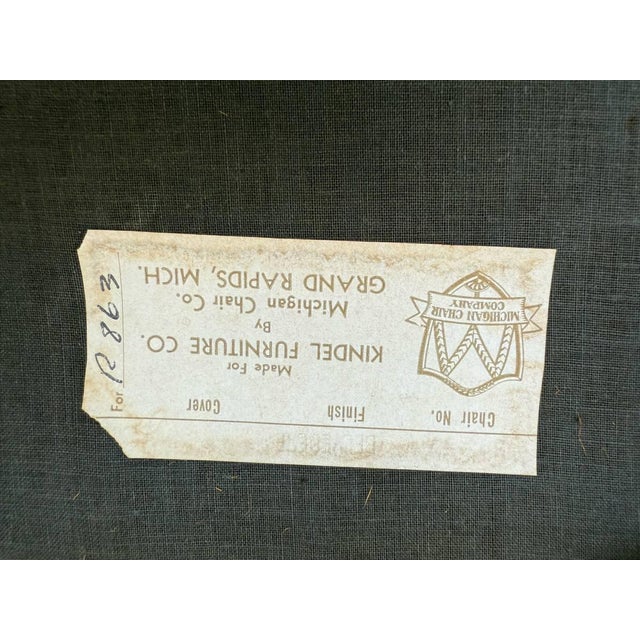 Chair No. Finish Cover
Made For
KINDEL FURNITURE CO.
By
Michigan Chair Co.
GRAND RAPIDS, MICH.
MICHIGAN CHAIR
COMPANY
For R 863